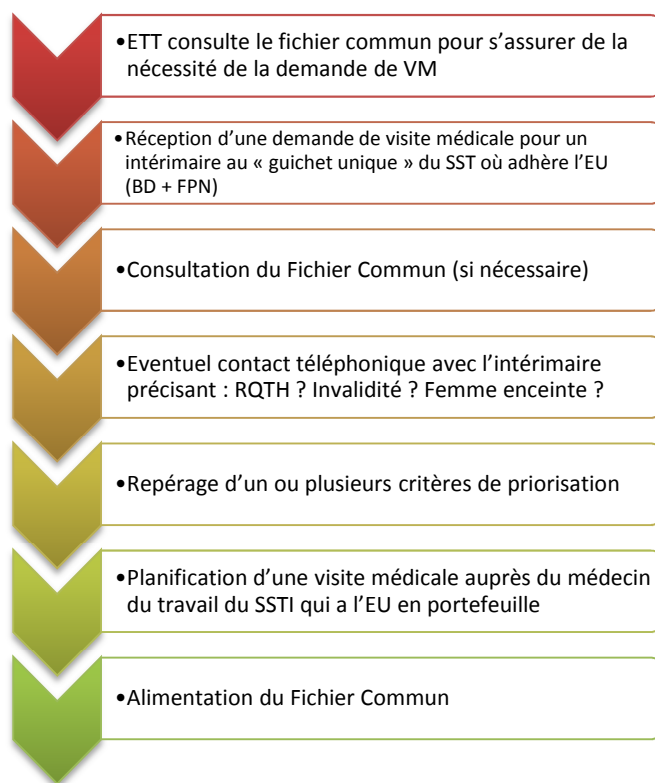 •ETT consulte le fichier commun pour s’assurer de la
nécessité de la demande de VM
•Réception d’une demande de visite médicale pour un
intérimaire au « guichet unique » du SST où adhère l’EU
(BD + FPN)
•Consultation du Fichier Commun (si nécessaire)
•Eventuel contact téléphonique avec l’intérimaire
précisant : RQTH ? Invalidité ? Femme enceinte ?
•Repérage d’un ou plusieurs critères de priorisation
•Planification d’une visite médicale auprès du médecin
du travail du SSTI qui a l’EU en portefeuille
•Alimentation du Fichier Commun